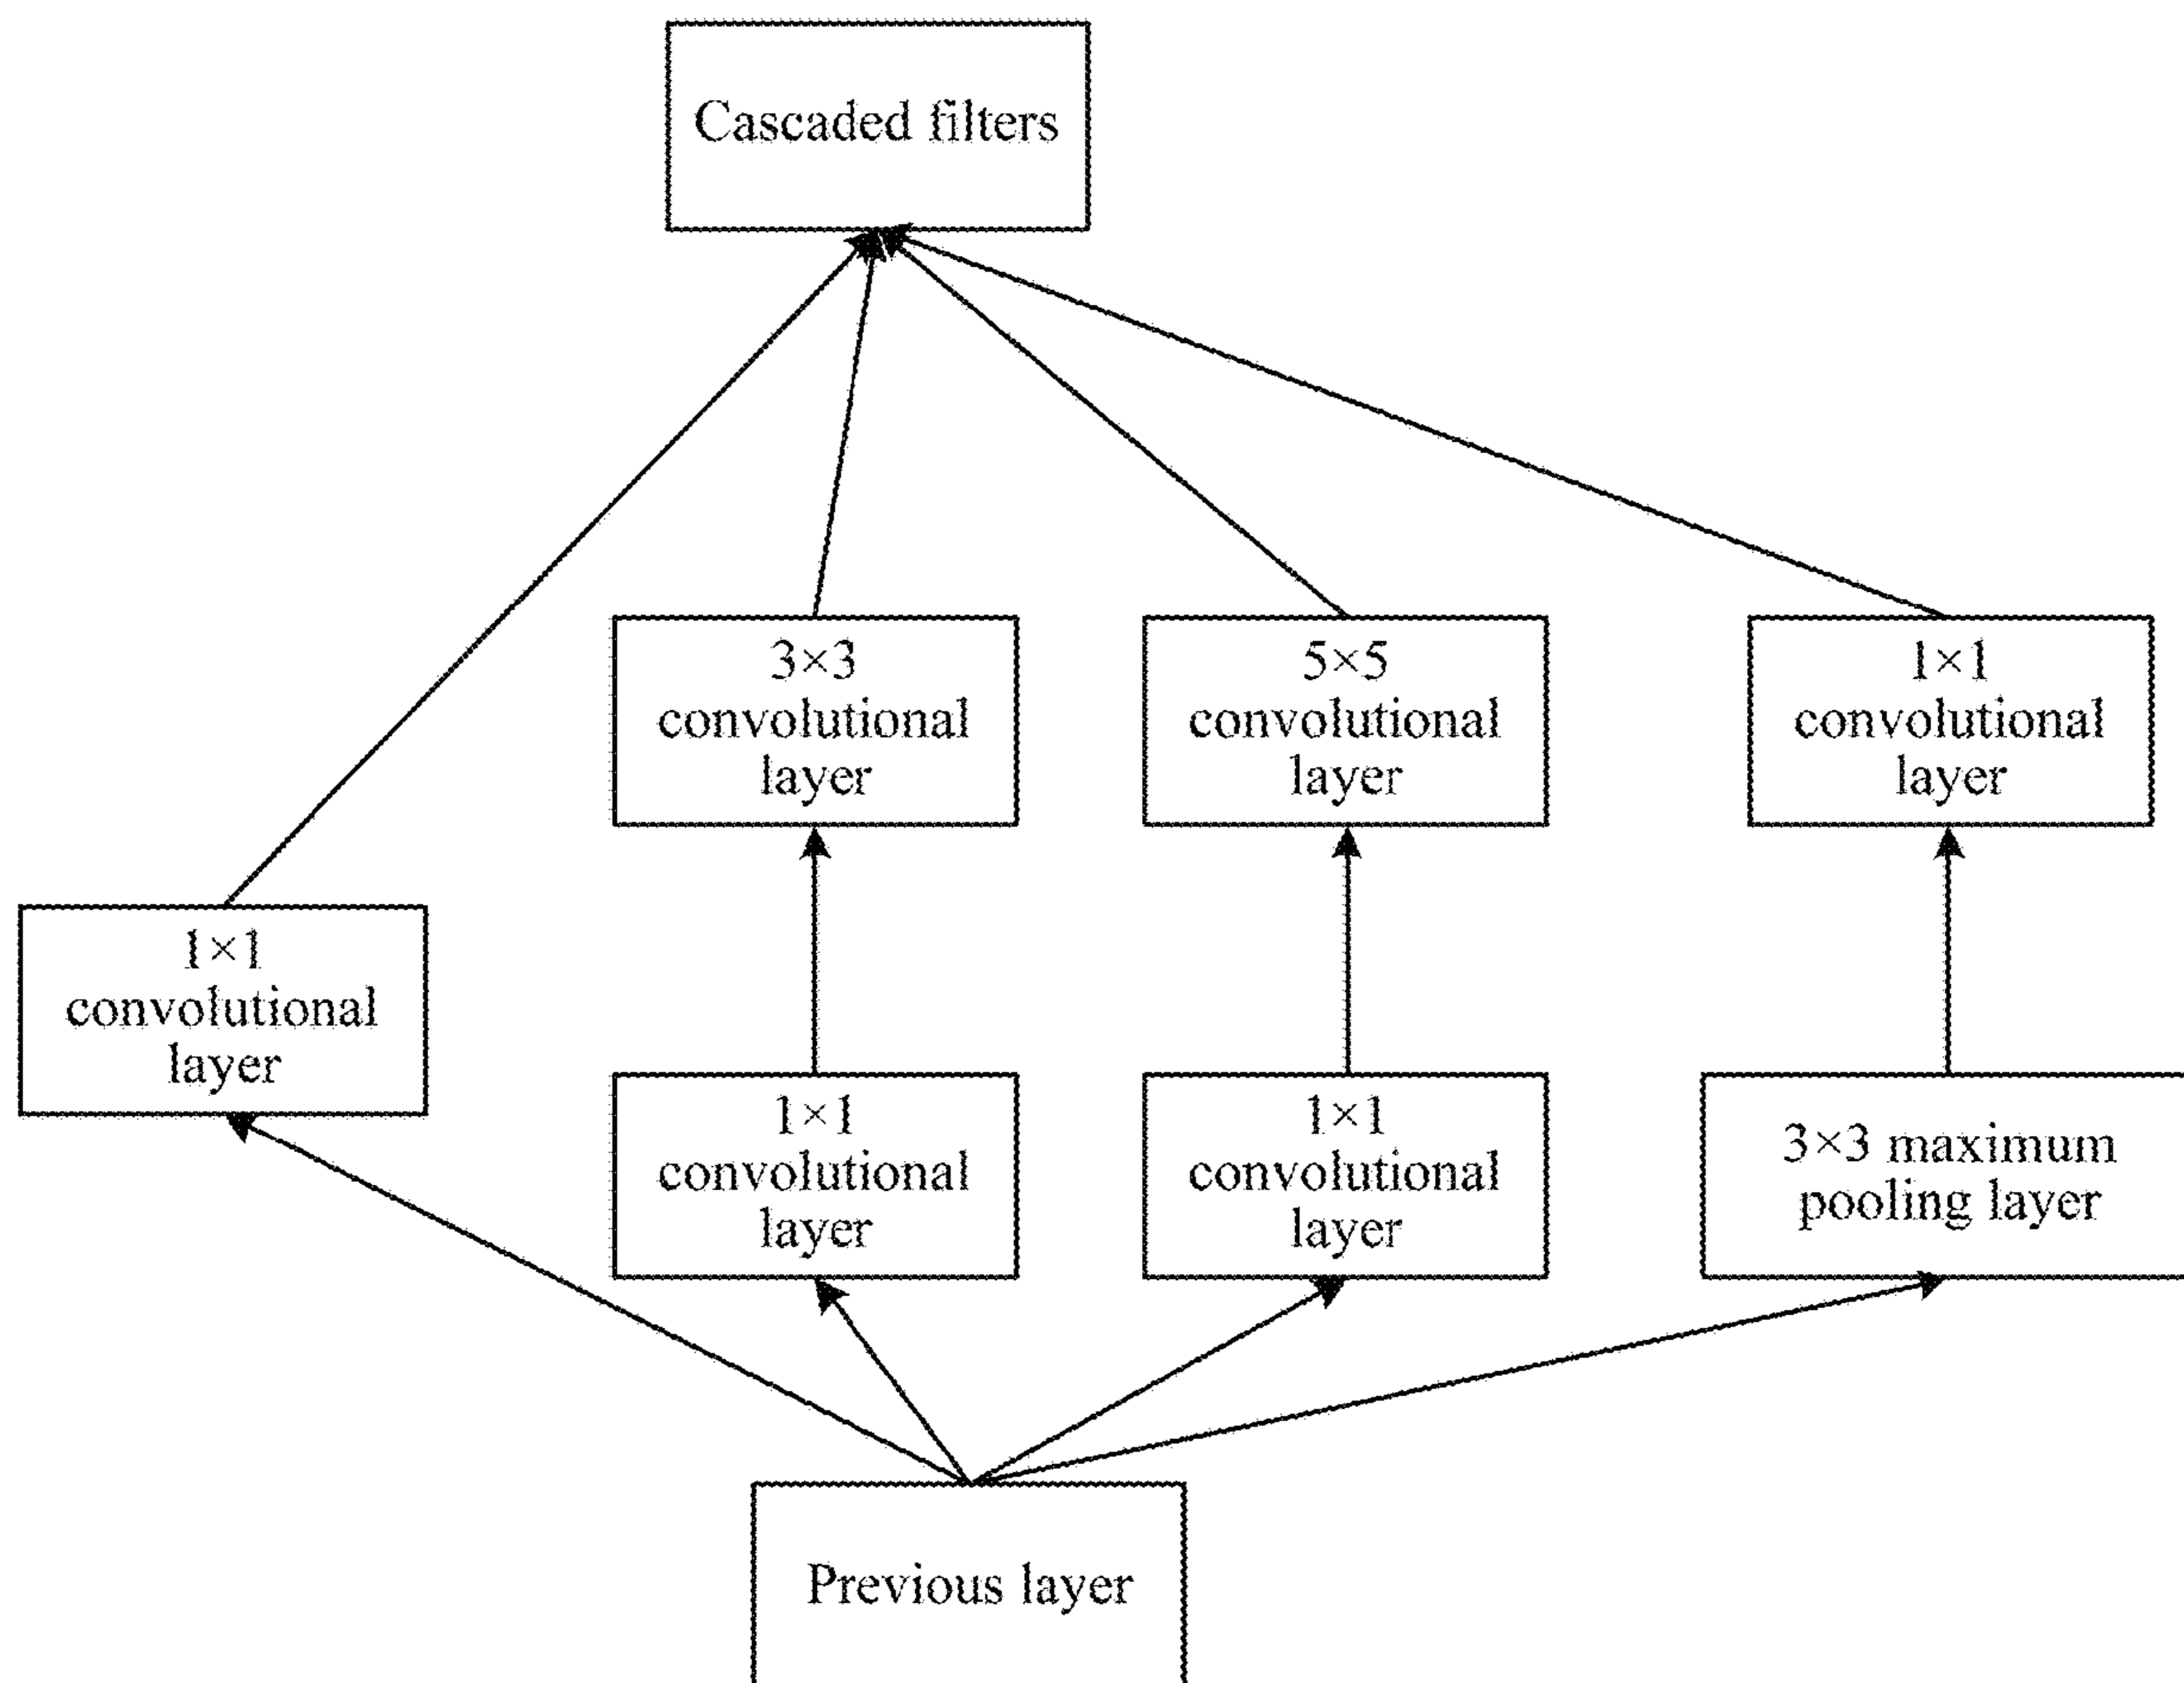 Cascaded filters
3×3
convolutional
layer
5×5
convolutional
layer
1×1
convolutional
layer
1×1
convolutional
layer
1×1
convolutional
layer
1×1
convolutional
layer
3×3 maximum
pooling layer
Previous layer